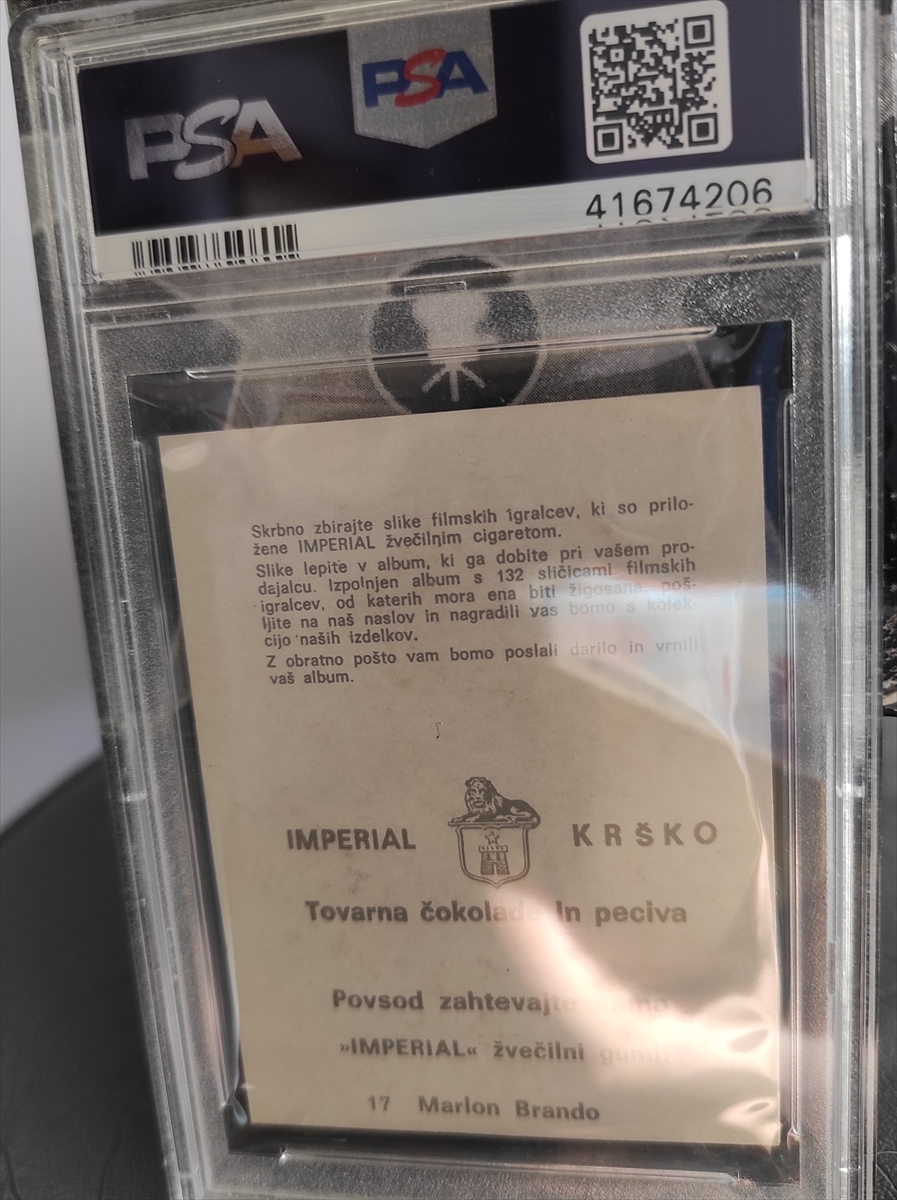 PSA
PSA
41674206
Skrbno zbirajte slike filmskih igralcev, ki so prilo-
žene IMPERIAL žvečilnim cigaretom.
Slike lepite v album, ki ga dobite pri vašem pro-
dajalcu. Izpolnjen album s 132 sličicami filmskih
igralcev, od katerih mora ena biti žigosana, poš-
ljite na naš naslov in nagradili vas bomo s kolek-
cijo naših izdelkov.
Z obratno pošto vam bomo poslali darilo in vrnili
vaš album.
IMPERIAL KRŠKO
Tovarna čokolade in peciva
Povsod zahtevajte samo
»IMPERIAL« žvečilni gumi!
17 Marlon Brando